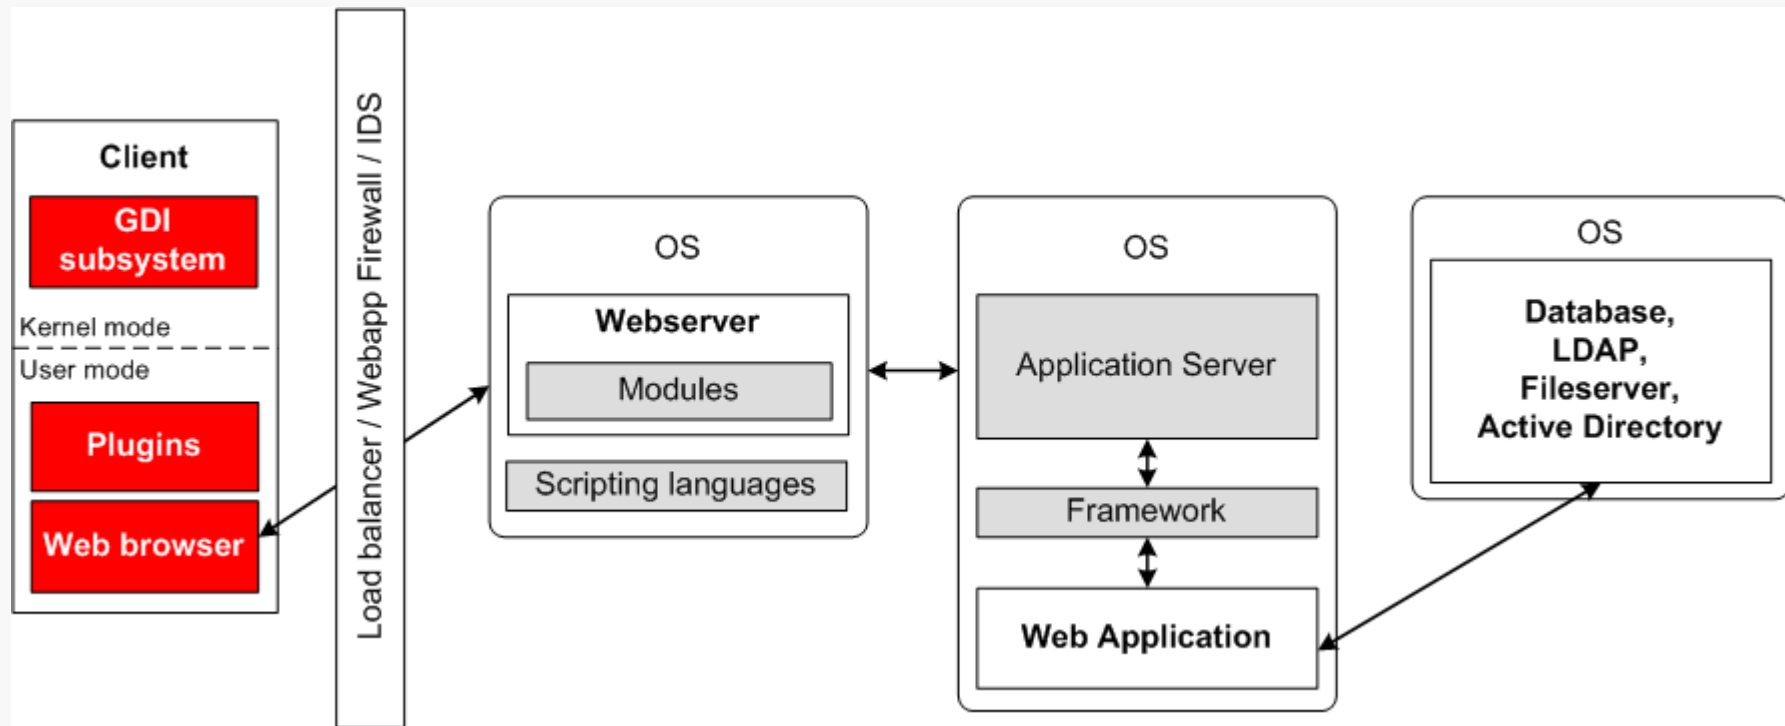 Client
GDI
subsystem
Kernel mode
User mode
Plugins
Web browser
Load balancer / Webapp Firewall / IDS
OS
Webserver
Modules
Scripting languages
OS
Application Server
Framework
Web Application
OS
Database,
LDAP,
Fileserver,
Active Directory